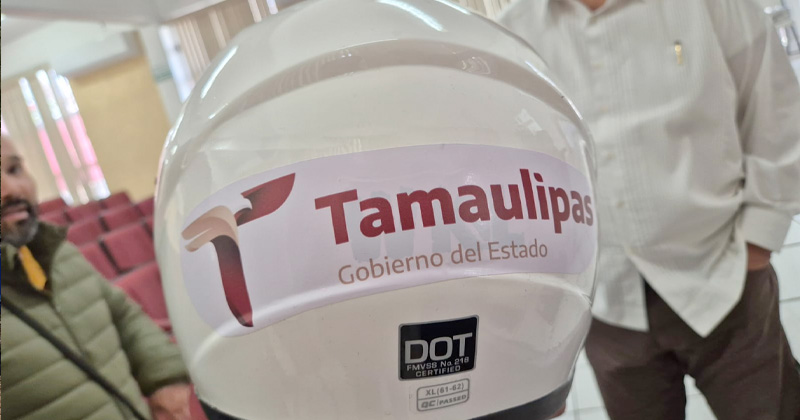 Tamaulipas
Gobierno del Estado
DOT
FMVSS No. 218
CERTIFIED
XL(61-62)
QC PASSED